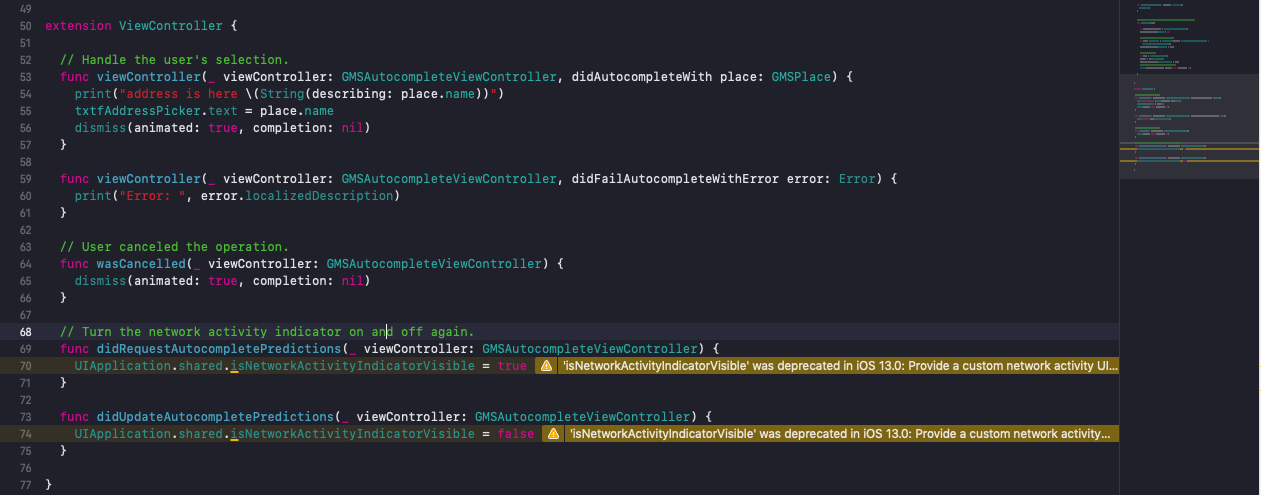 49
50 extension ViewController {
51
52 // Handle the user's selection.
53 func viewController(_ viewController: GMSAutocompleteViewController, didAutocompleteWith place: GMSPlace) {
54 print("address is here \(String(describing: place.name))")
55 txtfAddressPicker.text = place.name
56 dismiss(animated: true, completion: nil)
57 }
58
59 func viewController(_ viewController: GMSAutocompleteViewController, didFailAutocompleteWithError error: Error) {
60 print("Error: ", error.localizedDescription)
61 }
62
63 // User canceled the operation.
64 func wasCancelled(_ viewController: GMSAutocompleteViewController) {
65 dismiss(animated: true, completion: nil)
66 }
67
68 // Turn the network activity indicator on and off again.
69 func didRequestAutocompletePredictions(_ viewController: GMSAutocompleteViewController) {
70 UIApplication.shared.isNetworkActivityIndicatorVisible = true 'isNetworkActivityIndicatorVisible' was deprecated in iOS 13.0: Provide a custom network activity UI...
71 }
72
73 func didUpdateAutocompletePredictions(_ viewController: GMSAutocompleteViewController) {
74 UIApplication.shared.isNetworkActivityIndicatorVisible = false 'isNetworkActivityIndicatorVisible' was deprecated in iOS 13.0: Provide a custom network activity...
75 }
76
77 }